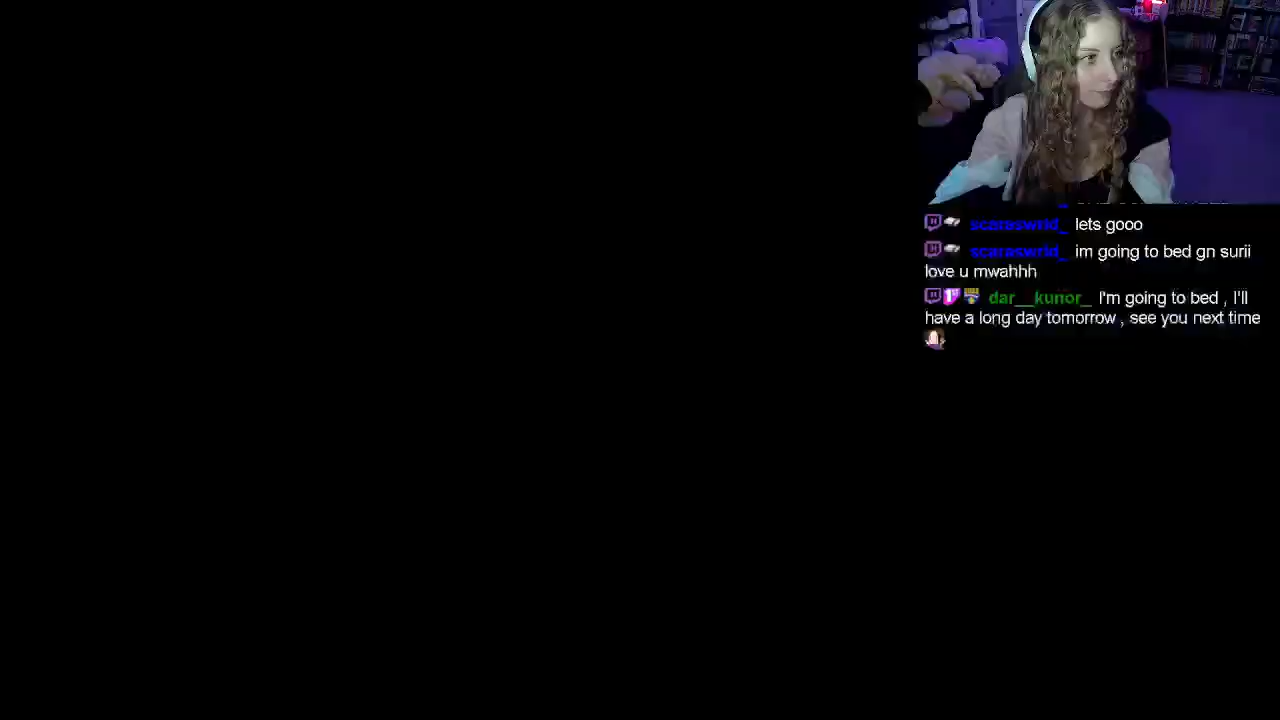 scaraswrld_ lets gooo
scaraswrld_ im going to bed gn surii
love u mwahhh
dar__kunor_ I'm going to bed , I'll
have a long day tomorrow , see you next time